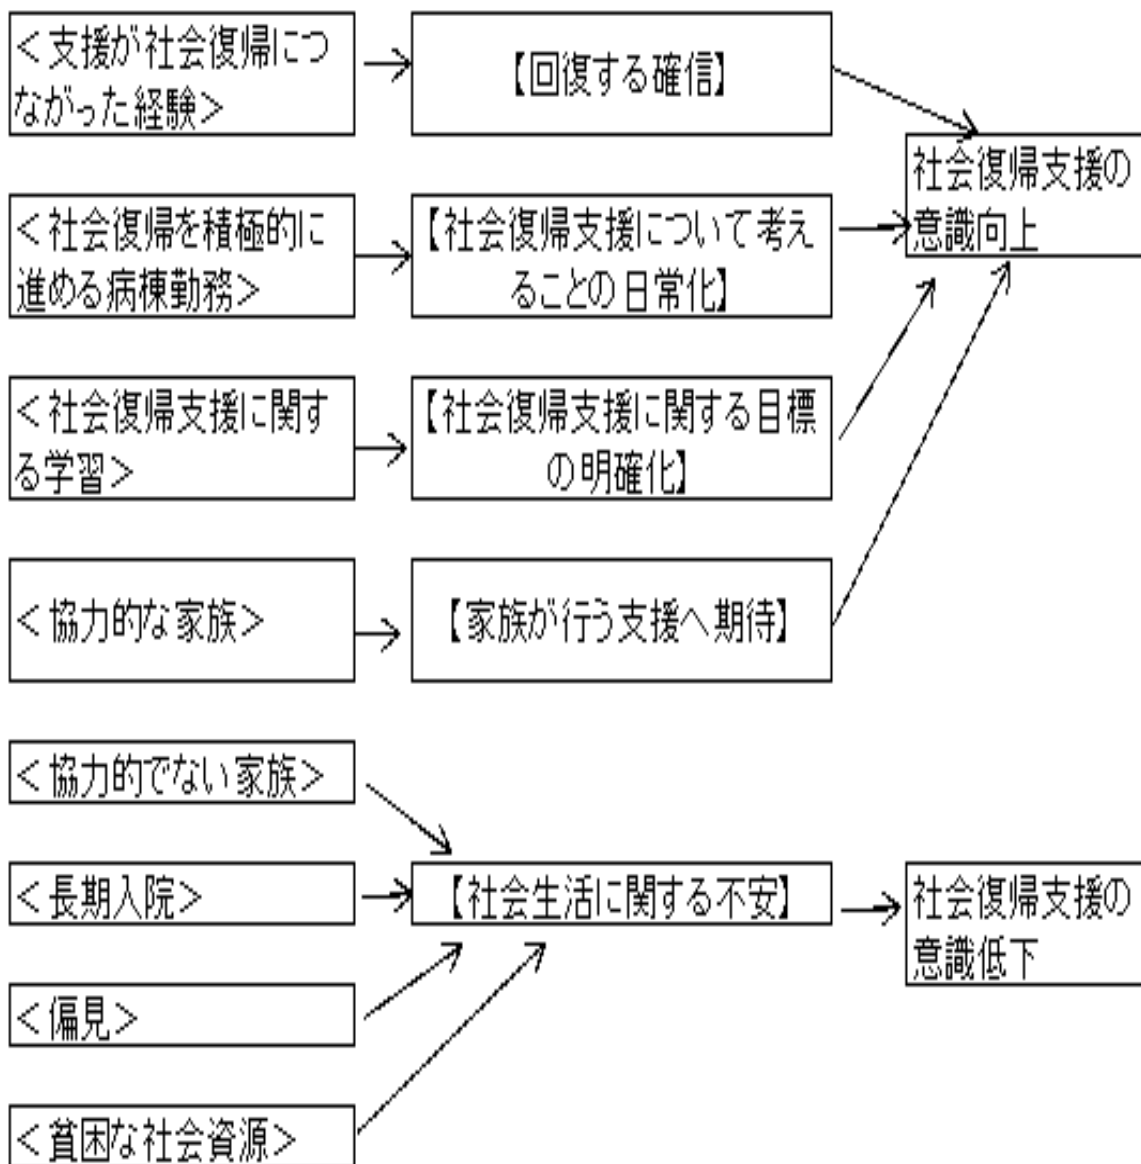 <支援が社会復帰につ
ながった経験>
【回復する確信】
社会復帰支援の
意識向上
<社会復帰を積極的に
進める病棟勤務>
【社会復帰支援について考え
ることの日常化】
<社会復帰支援に関す
る学習>
【社会復帰支援に関する目標
の明確化】
<協力的な家族>
【家族が行う支援へ期待】
<協力的でない家族>
<長期入院>
【社会生活に関する不安】
社会復帰支援の
意識低下
<偏見>
<貧困な社会資源>